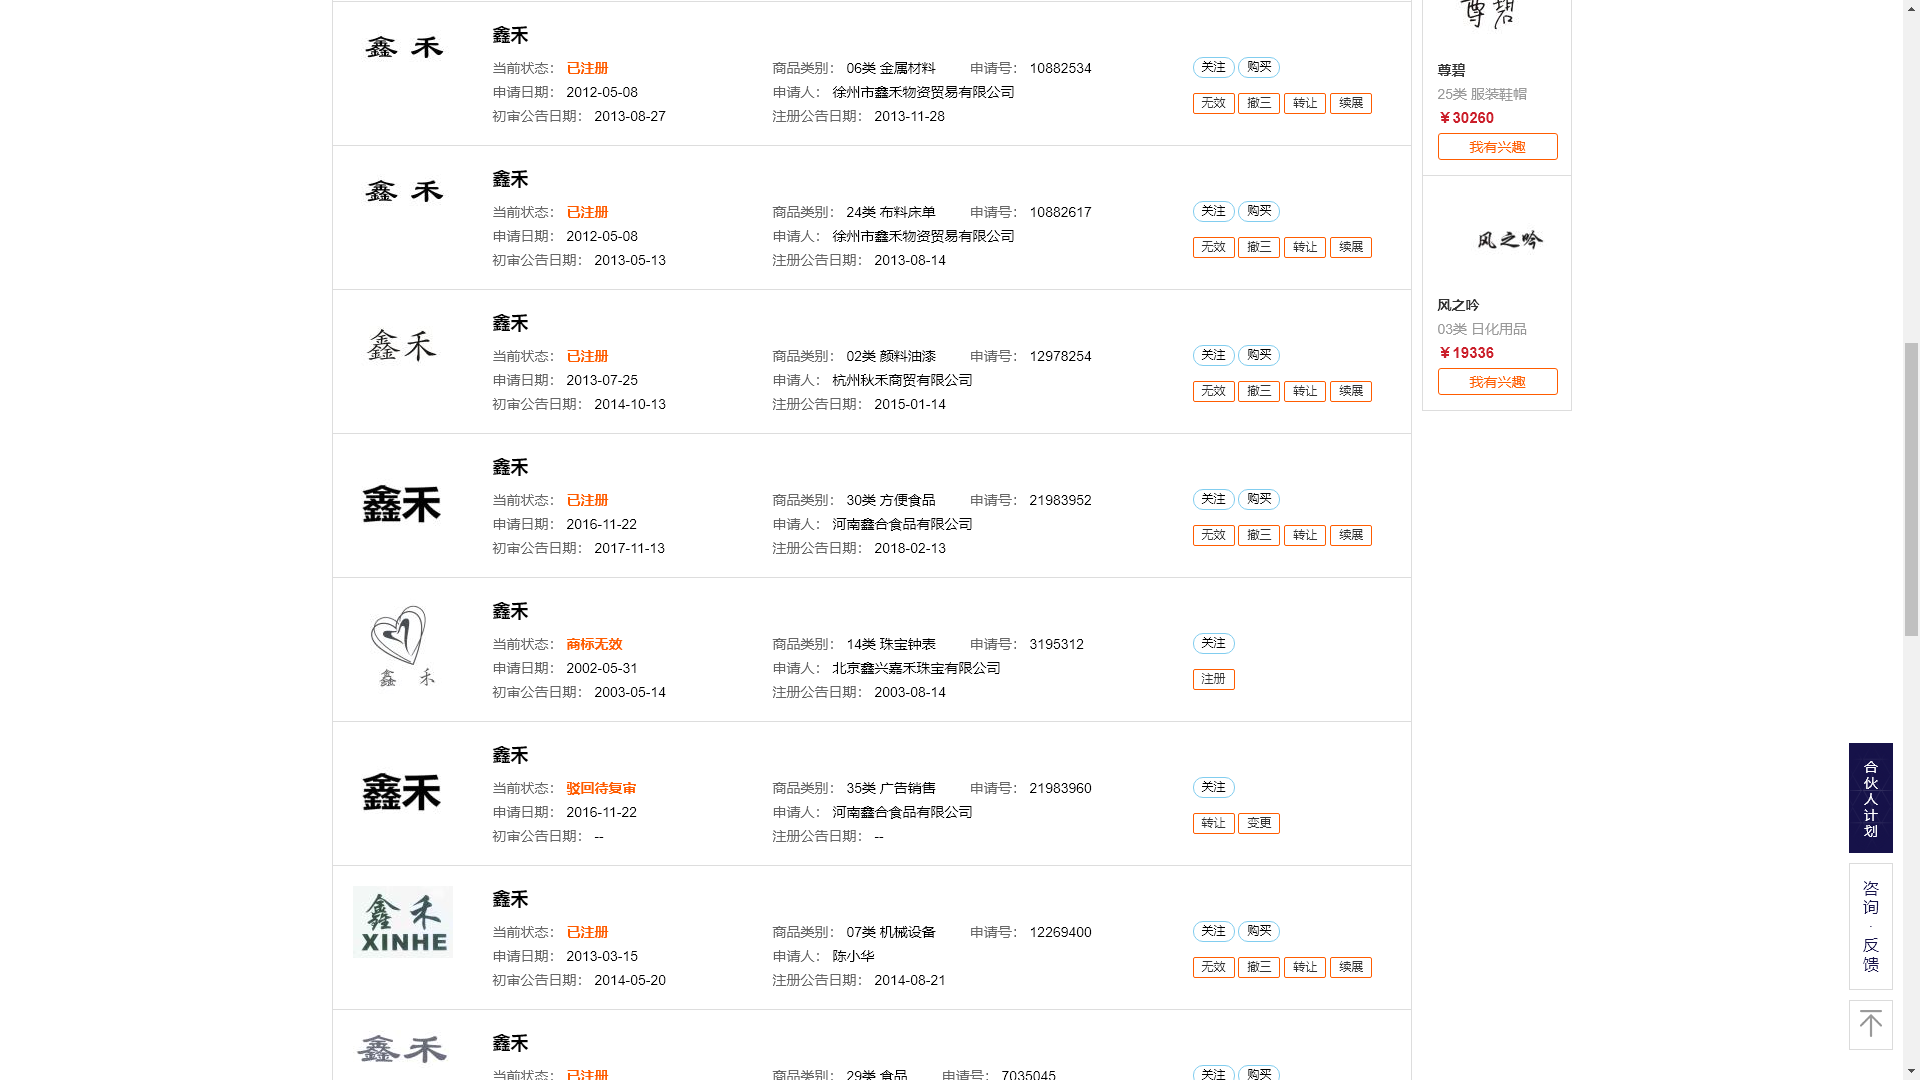 鑫禾
鑫 禾
当前状态： 已注册 商品类别： 06类 金属材料 申请号： 10882534 关注 购买
申请日期： 2012-05-08 申请人： 徐州市鑫禾物资贸易有限公司 无效 撤三 转让 续展
初审公告日期： 2013-08-27 注册公告日期： 2013-11-28
鑫禾
鑫 禾
当前状态： 已注册 商品类别： 24类 布料床单 申请号： 10882617 关注 购买
申请日期： 2012-05-08 申请人： 徐州市鑫禾物资贸易有限公司 无效 撤三 转让 续展
初审公告日期： 2013-05-13 注册公告日期： 2013-08-14
鑫禾
鑫禾
当前状态： 已注册 商品类别： 02类 颜料油漆 申请号： 12978254 关注 购买
申请日期： 2013-07-25 申请人： 杭州秋禾商贸有限公司 无效 撤三 转让 续展
初审公告日期： 2014-10-13 注册公告日期： 2015-01-14
鑫禾
鑫禾
当前状态： 已注册 商品类别： 30类 方便食品 申请号： 21983952 关注 购买
申请日期： 2016-11-22 申请人： 河南鑫合食品有限公司 无效 撤三 转让 续展
初审公告日期： 2017-11-13 注册公告日期： 2018-02-13
鑫禾
鑫 禾
当前状态： 商标无效 商品类别： 14类 珠宝钟表 申请号： 3195312 关注
申请日期： 2002-05-31 申请人： 北京鑫兴嘉禾珠宝有限公司 注册
初审公告日期： 2003-05-14 注册公告日期： 2003-08-14
鑫禾
鑫禾
当前状态： 驳回待复审 商品类别： 35类 广告销售 申请号： 21983960 关注
申请日期： 2016-11-22 申请人： 河南鑫合食品有限公司 转让 变更
初审公告日期： -- 注册公告日期： --
鑫禾
鑫禾
XINHE
当前状态： 已注册 商品类别： 07类 机械设备 申请号： 12269400 关注 购买
申请日期： 2013-03-15 申请人： 陈小华 无效 撤三 转让 续展
初审公告日期： 2014-05-20 注册公告日期： 2014-08-21
鑫禾
鑫禾
当前状态： 已注册 商品类别： 29类 食品 申请号： 7035045 关注 购买
尊碧
尊碧
25类 服装鞋帽
￥30260
我有兴趣
风之吟
风之吟
03类 日化用品
￥19336
我有兴趣
合伙人计划
咨询·反馈